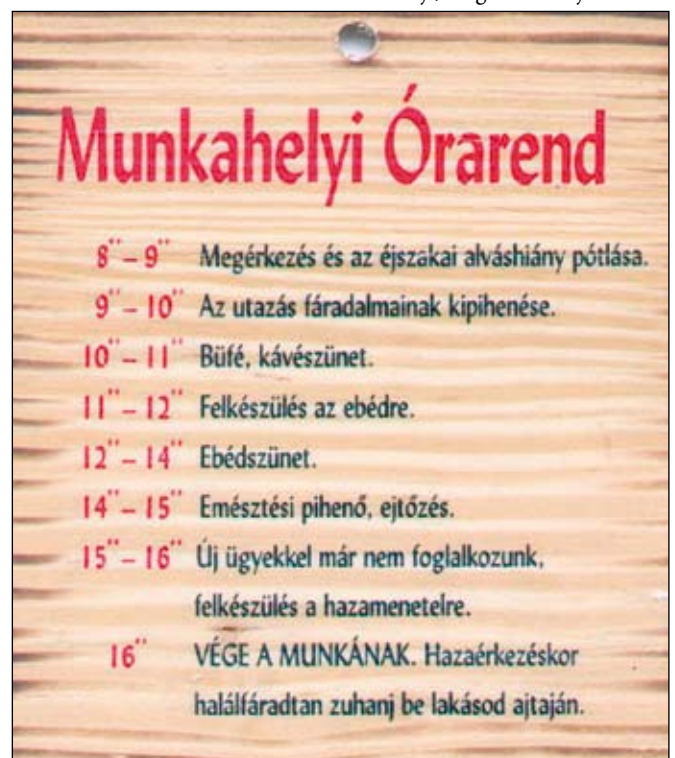 Munkahelyi Órarend
8⁰⁰ – 9⁰⁰ Megérkezés és az éjszakai alváshiány pótlása.
9⁰⁰ – 10⁰⁰ Az utazás fáradalmainak kipihenése.
10⁰⁰ – 11⁰⁰ Büfé, kávészünet.
11⁰⁰ – 12⁰⁰ Felkészülés az ebédre.
12⁰⁰ – 14⁰⁰ Ebédszünet.
14⁰⁰ – 15⁰⁰ Emésztési pihenő, ejtőzés.
15⁰⁰ – 16⁰⁰ Új ügyekkel már nem foglalkozunk,
felkészülés a hazamenetelre.
16⁰⁰ VÉGE A MUNKÁNAK. Hazaérkezéskor
halálfáradtan zuhanj be lakásod ajtaján.